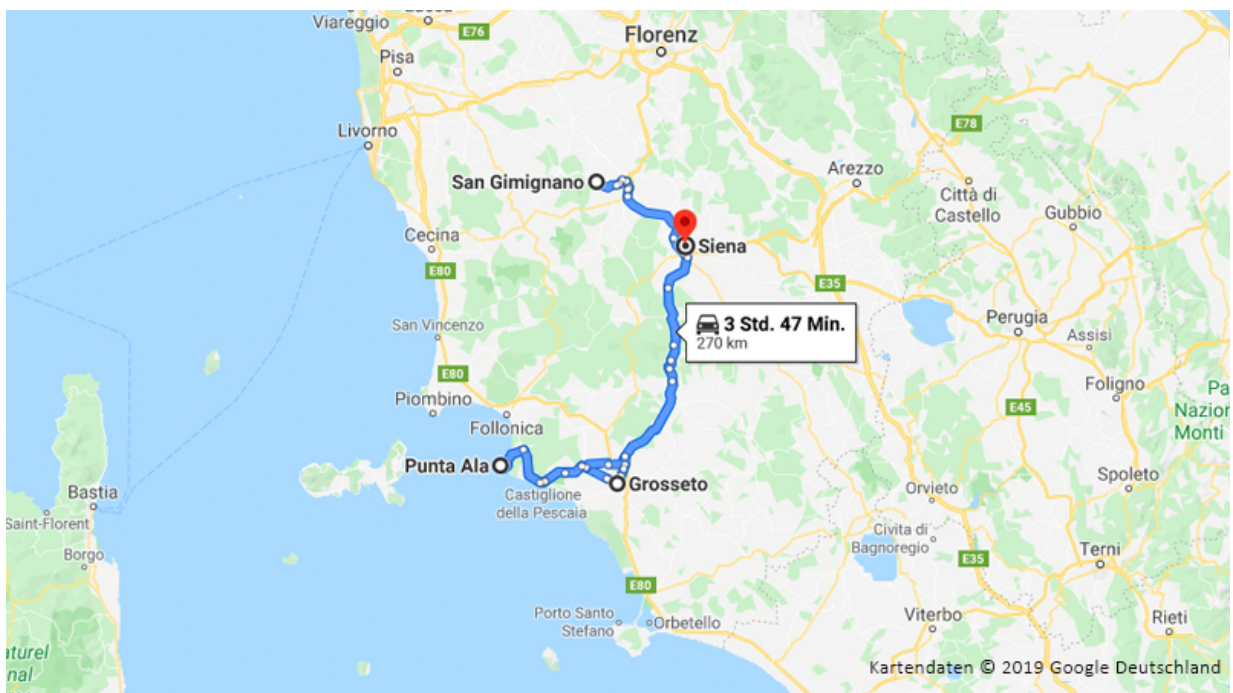 Viareggio
E76
Florenz
Pisa
Livorno
E78
Arezzo
San Gimignano
Città di
Castello
Gubbio
Cecina
Siena
E80
E35
3 Std. 47 Min.
270 km
San Vincenzo
Perugia
Assisi
E80
Foligno
Piombino
E45
Follonica
Punta Ala
Grosseto
Castiglione
della Pescaia
Spoleto
Orvieto
Bastia
Saint-Florent
Civita di
Bagnoregio
Borgo
E35
Terni
E80
Porto Santo
Stefano
Orbetello
Viterbo
Rieti
Kartendaten © 2019 Google Deutschland